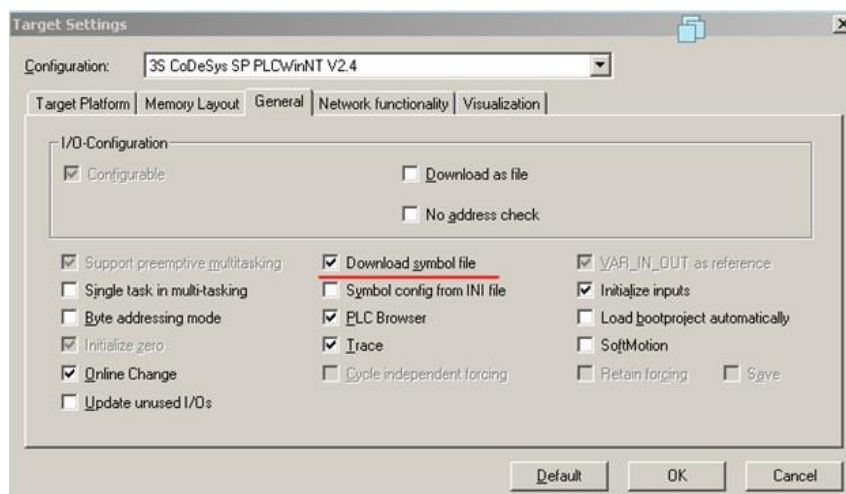 Target Settings
Configuration: 3S CoDeSys SP PLCWinNT V2.4
Target Platform Memory Layout General Network functionality Visualization
I/O-Configuration
Configurable Download as file
No address check
Support preemptive multitasking Download symbol file VAR_IN_OUT as reference
Single task in multi-tasking Symbol config from INI file Initialize inputs
Byte addressing mode PLC Browser Load bootproject automatically
Initialize zero Trace SoftMotion
Online Change Cycle independent forcing Retain forcing Save
Update unused I/Os
Default OK Cancel